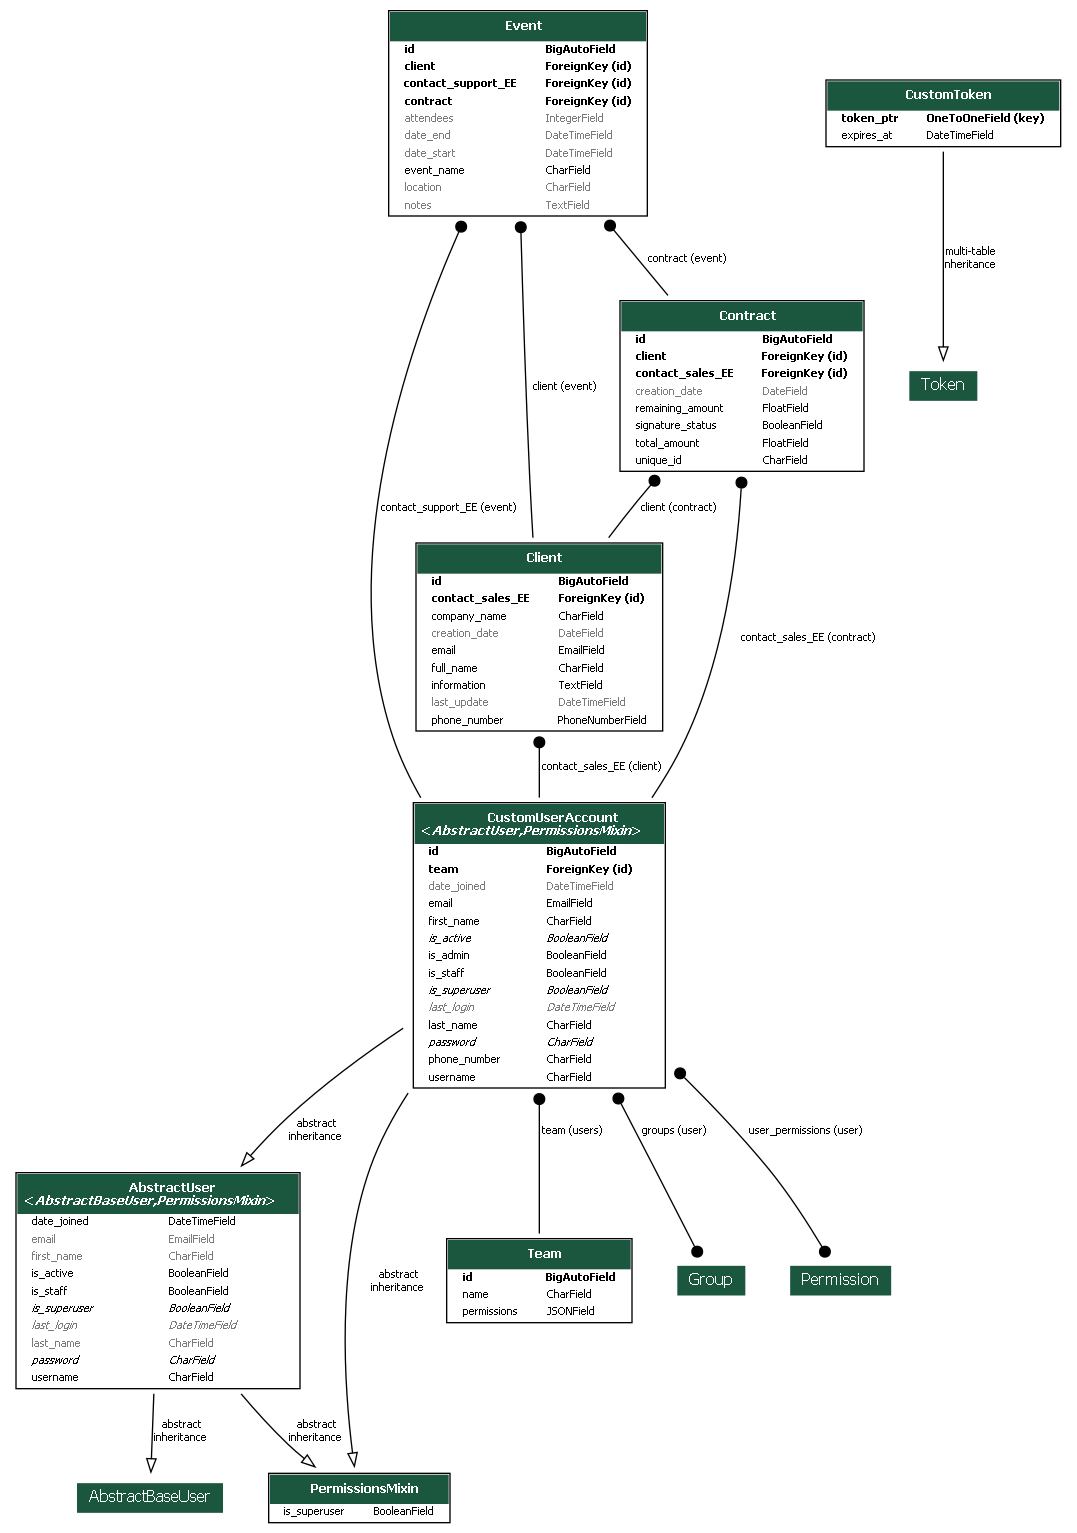 Event
id BigAutoField
client ForeignKey (id)
contact_support_EE ForeignKey (id)
contract ForeignKey (id)
attendees IntegerField
date_end DateTimeField
date_start DateTimeField
event_name CharField
location CharField
notes TextField
CustomToken
token_ptr OneToOneField (key)
expires_at DateTimeField
multi-table
nheritance
Token
contract (event)
client (event)
contact_support_EE (event)
Contract
id BigAutoField
client ForeignKey (id)
contact_sales_EE ForeignKey (id)
creation_date DateField
remaining_amount FloatField
signature_status BooleanField
total_amount FloatField
unique_id CharField
client (contract)
contact_sales_EE (contract)
Client
id BigAutoField
contact_sales_EE ForeignKey (id)
company_name CharField
creation_date DateField
email EmailField
full_name CharField
information TextField
last_update DateTimeField
phone_number PhoneNumberField
contact_sales_EE (client)
CustomUserAccount
<AbstractUser,PermissionsMixin>
id BigAutoField
team ForeignKey (id)
date_joined DateTimeField
email EmailField
first_name CharField
is_active BooleanField
is_admin BooleanField
is_staff BooleanField
is_superuser BooleanField
last_login DateTimeField
last_name CharField
password CharField
phone_number CharField
username CharField
abstract
inheritance
team (users)
groups (user)
user_permissions (user)
AbstractUser
<AbstractBaseUser,PermissionsMixin>
date_joined DateTimeField
email EmailField
first_name CharField
is_active BooleanField
is_staff BooleanField
is_superuser BooleanField
last_login DateTimeField
last_name CharField
password CharField
username CharField
abstract
inheritance
Team
id BigAutoField
name CharField
permissions JSONField
Group
Permission
abstract
inheritance
abstract
inheritance
AbstractBaseUser
PermissionsMixin
is_superuser BooleanField